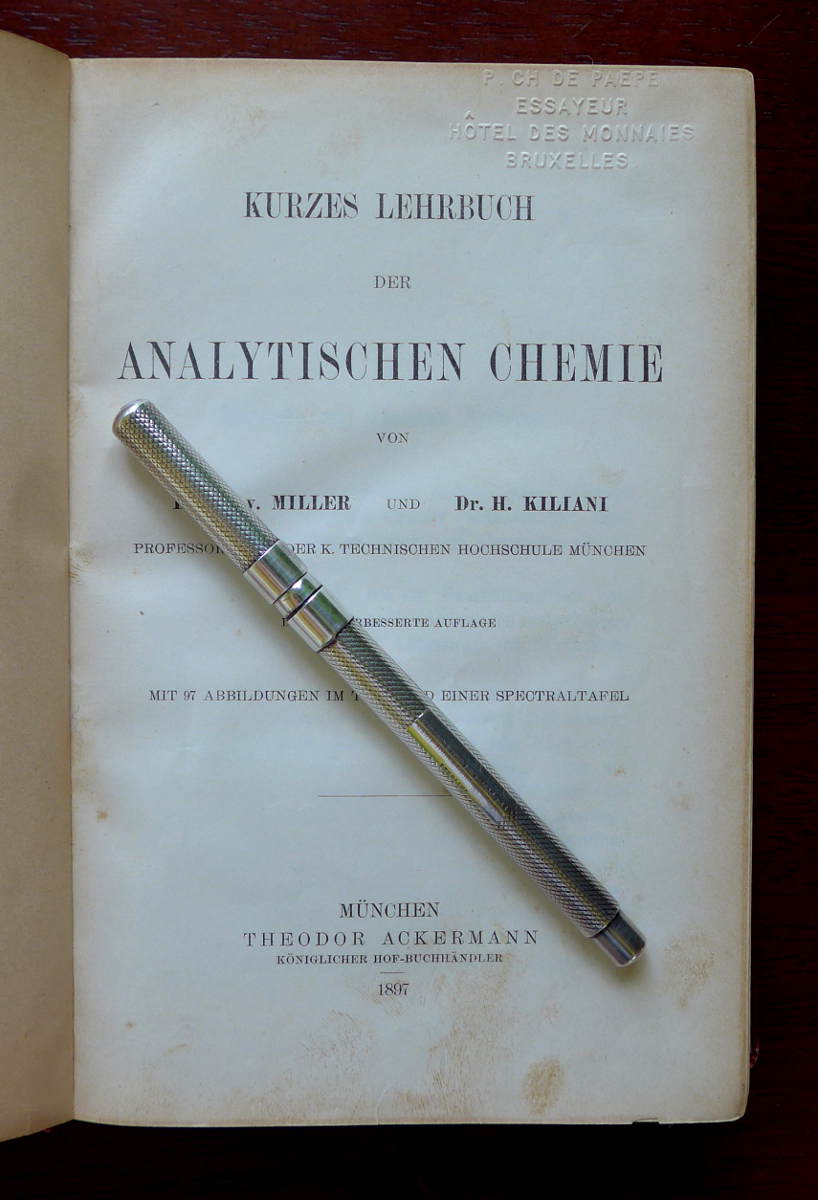 P. CH DE PAEPE
ESSAYEUR
HÔTEL DES MONNAIES
BRUXELLES
KURZES LEHRBUCH
DER
ANALYTISCHEN CHEMIE
VON
v. MILLER UND Dr. H. KILIANI
DER K. TECHNISCHEN HOCHSCHULE MÜNCHEN
AUFLAGE
MIT 97 ABBILDUNGEN IM EINER SPECTRALTAFEL
MÜNCHEN
THEODOR ACKERMANN
KÖNIGLICHER HOF-BUCHHÄNDLER
1897